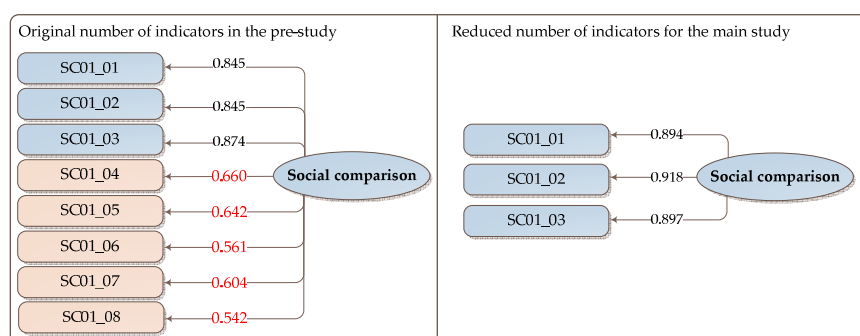 Original number of indicators in the pre-study
SC01_01
0.845
SC01_02
0.845
SC01_03
0.874
SC01_04
0.660
SC01_05
0.642
SC01_06
0.561
SC01_07
0.604
SC01_08
0.542
Social comparison
Reduced number of indicators for the main study
SC01_01
0.894
SC01_02
0.918
SC01_03
0.897
Social comparison